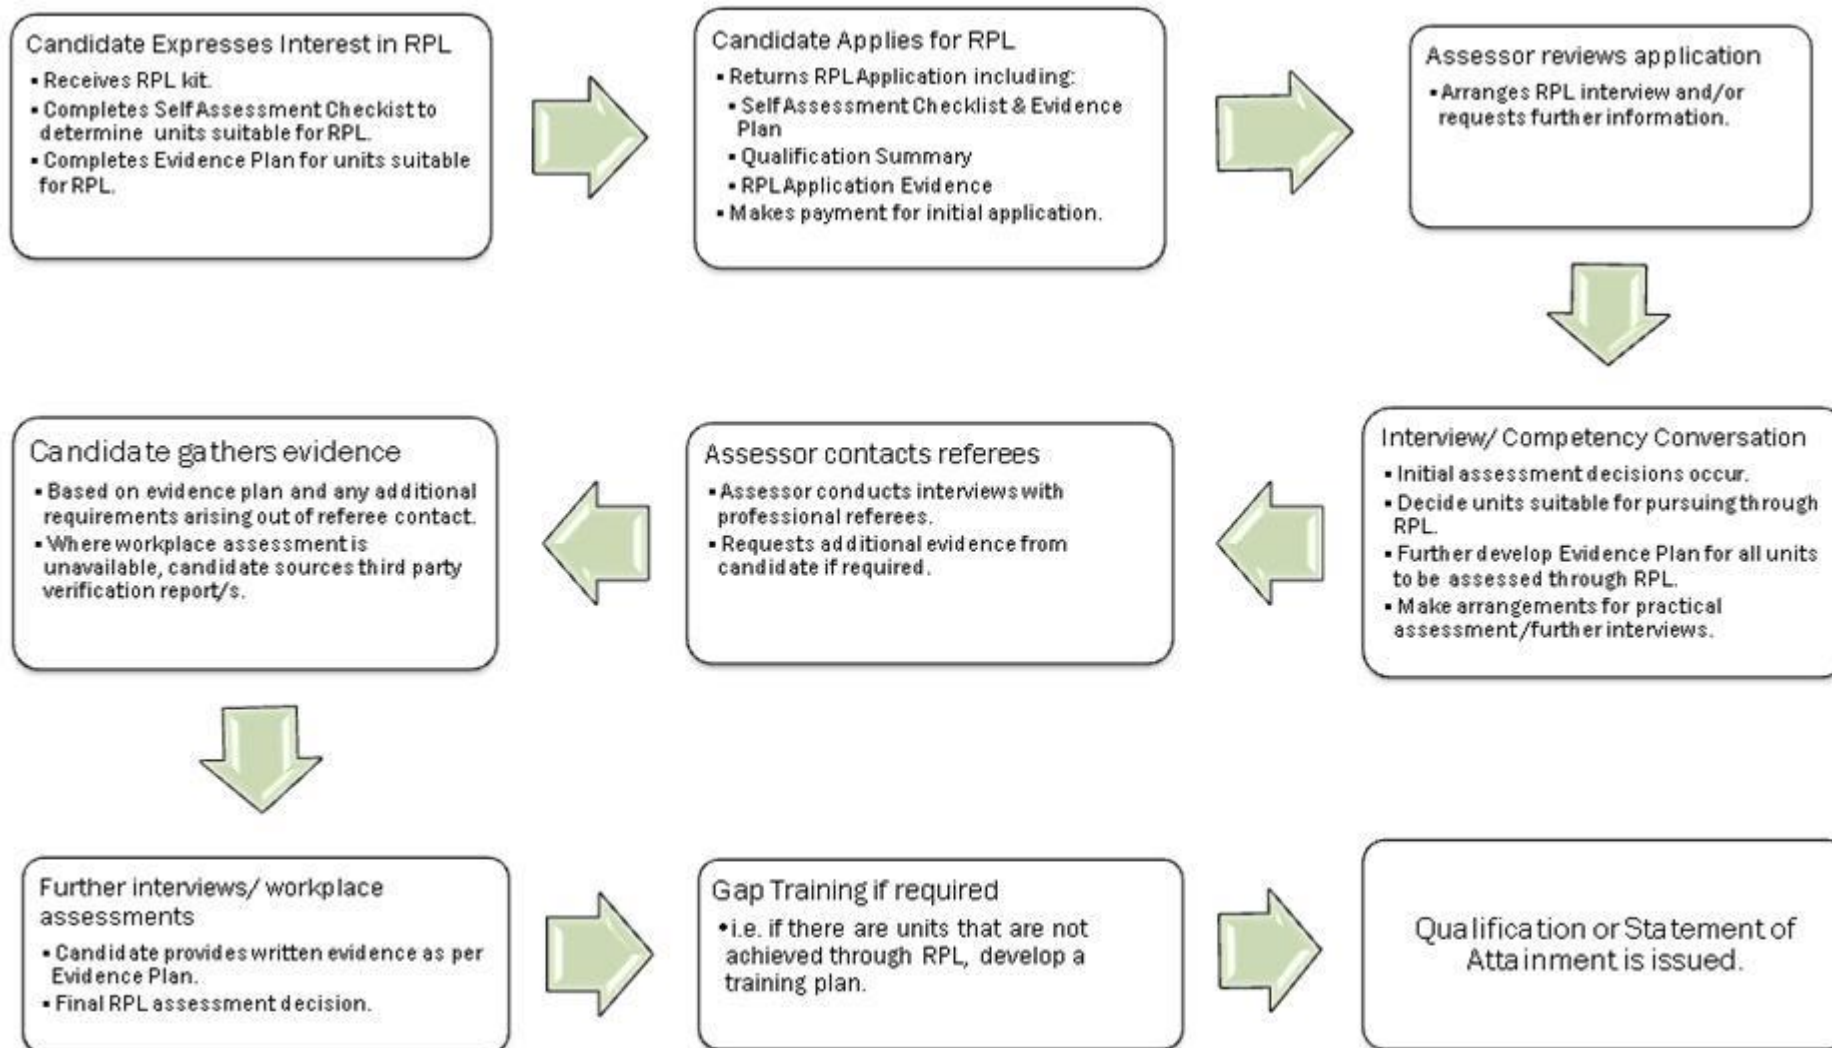 Candidate Expresses Interest in RPL
▪ Receives RPL kit.
▪ Completes Self Assessment Checkist to
determine units suitable for RPL.
▪ Completes Evidence Plan for units suitable
for RPL.
Candidate Applies for RPL
▪ Returns RPL Application including:
▪ Self Assessment Checklist & Evidence
Plan
▪ Qualification Summary
▪ RPL Application Evidence
▪ Makes payment for initial application.
Assessor reviews application
▪ Arranges RPL interview and/or
requests further information.
Interview/ Competency Conversation
▪ Initial assessment decisions occur.
▪ Decide units suitable for pursuing through
RPL.
▪ Further develop Evidence Plan for all units
to be assessed through RPL.
▪ Make arrangements for practical
assessment/further interviews.
Assessor contacts referees
▪ Assessor conducts interviews with
professional referees.
▪ Requests additional evidence from
candidate if required.
Candidate gathers evidence
▪ Based on evidence plan and any additional
requirements arising out of referee contact.
▪ Where workplace assessment is
unavailable, candidate sources third party
verification report/s.
Further interviews/ workplace
assessments
▪ Candidate provides written evidence as per
Evidence Plan.
▪ Final RPL assessment decision.
Gap Training if required
• i.e. if there are units that are not
achieved through RPL, develop a
training plan.
Qualification or Statement of
Attainment is issued.